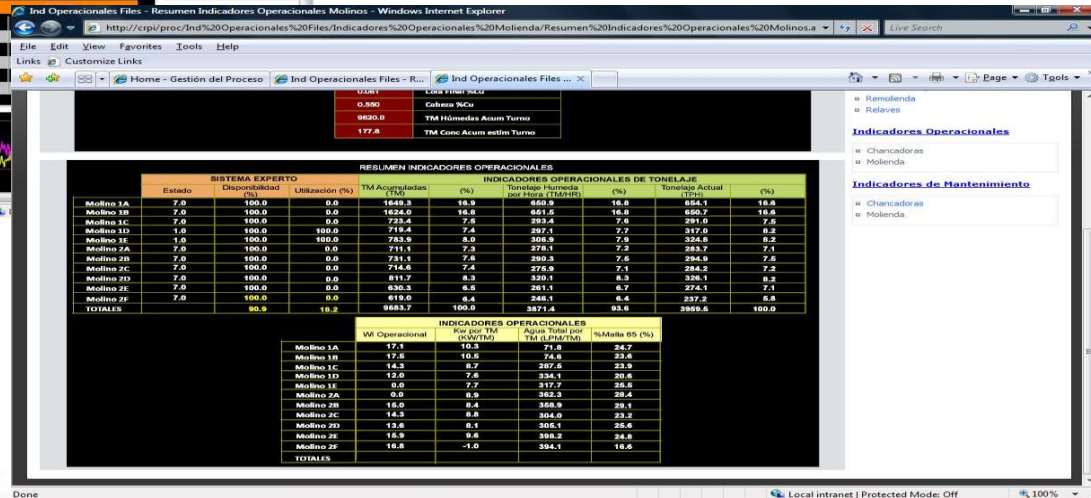 Ind Operacionales Files - Resumen Indicadores Operacionales Molinos - Windows Internet Explorer
http://crpi/proc/Ind%20Operacionales%20Files/Indicadores%20Operacionales%20Molienda/Resumen%20Indicadores%20Operacionales%20Molinos.a
Live Search
File Edit View Favorites Tools Help
Links Customize Links
Home - Gestión del Proceso
Ind Operacionales Files - R...
Ind Operacionales Files ...
Page Tools
0.061 Cola Final %Cu
0.550 Cabeza %Cu
9620.0 TM Húmedas Acum Turno
177.8 TM Conc Acum estim Turno
Remolienda
Relaves
Indicadores Operacionales
Chancadoras
Molienda
Indicadores de Mantenimiento
Chancadoras
Molienda
RESUMEN INDICADORES OPERACIONALES
SISTEMA EXPERTO INDICADORES OPERACIONALES DE TONELAJE
Estado Disponibilidad (%) Utilización (%) TM Acumuladas (TM) (%) Tonelaje Humeda por Hora (TM/HR) (%) Tonelaje Actual (TPH) (%)
Molino 1A 7.0 100.0 0.0 1649.3 16.9 650.9 16.8 654.1 16.6
Molino 1B 7.0 100.0 0.0 1624.0 16.8 651.5 16.8 650.7 16.6
Molino 1C 7.0 100.0 0.0 723.4 7.5 293.4 7.6 291.0 7.5
Molino 1D 1.0 100.0 100.0 719.4 7.4 297.1 7.7 317.0 8.2
Molino 1E 1.0 100.0 100.0 783.9 8.0 306.9 7.9 324.8 8.2
Molino 2A 7.0 100.0 0.0 711.1 7.3 278.1 7.2 283.7 7.1
Molino 2B 7.0 100.0 0.0 731.1 7.6 290.3 7.5 294.9 7.5
Molino 2C 7.0 100.0 0.0 714.6 7.4 275.9 7.1 284.2 7.2
Molino 2D 7.0 100.0 0.0 811.7 8.3 320.1 8.3 326.1 8.2
Molino 2E 7.0 100.0 0.0 630.3 6.5 261.1 6.7 274.1 7.1
Molino 2F 7.0 100.0 0.0 619.0 6.4 246.1 6.4 237.2 5.8
TOTALES 90.9 18.2 9683.7 100.0 3871.4 93.6 3959.5 100.0
INDICADORES OPERACIONALES
WI Operacional Kw por TM (KW/TM) Agua Total por TM (LPM/TM) %Malla 65 (%)
Molino 1A 17.1 10.3 71.8 24.7
Molino 1B 17.5 10.5 74.6 23.6
Molino 1C 14.3 8.7 287.5 23.9
Molino 1D 12.0 7.6 334.1 20.6
Molino 1E 0.0 7.7 317.7 25.5
Molino 2A 0.0 8.9 362.3 28.4
Molino 2B 15.0 8.4 358.9 29.1
Molino 2C 14.3 8.8 304.0 23.2
Molino 2D 13.6 8.1 305.1 25.6
Molino 2E 15.9 9.6 398.2 24.8
Molino 2F 16.8 -1.0 394.1 16.6
TOTALES
Done
Local intranet | Protected Mode: Off
100%